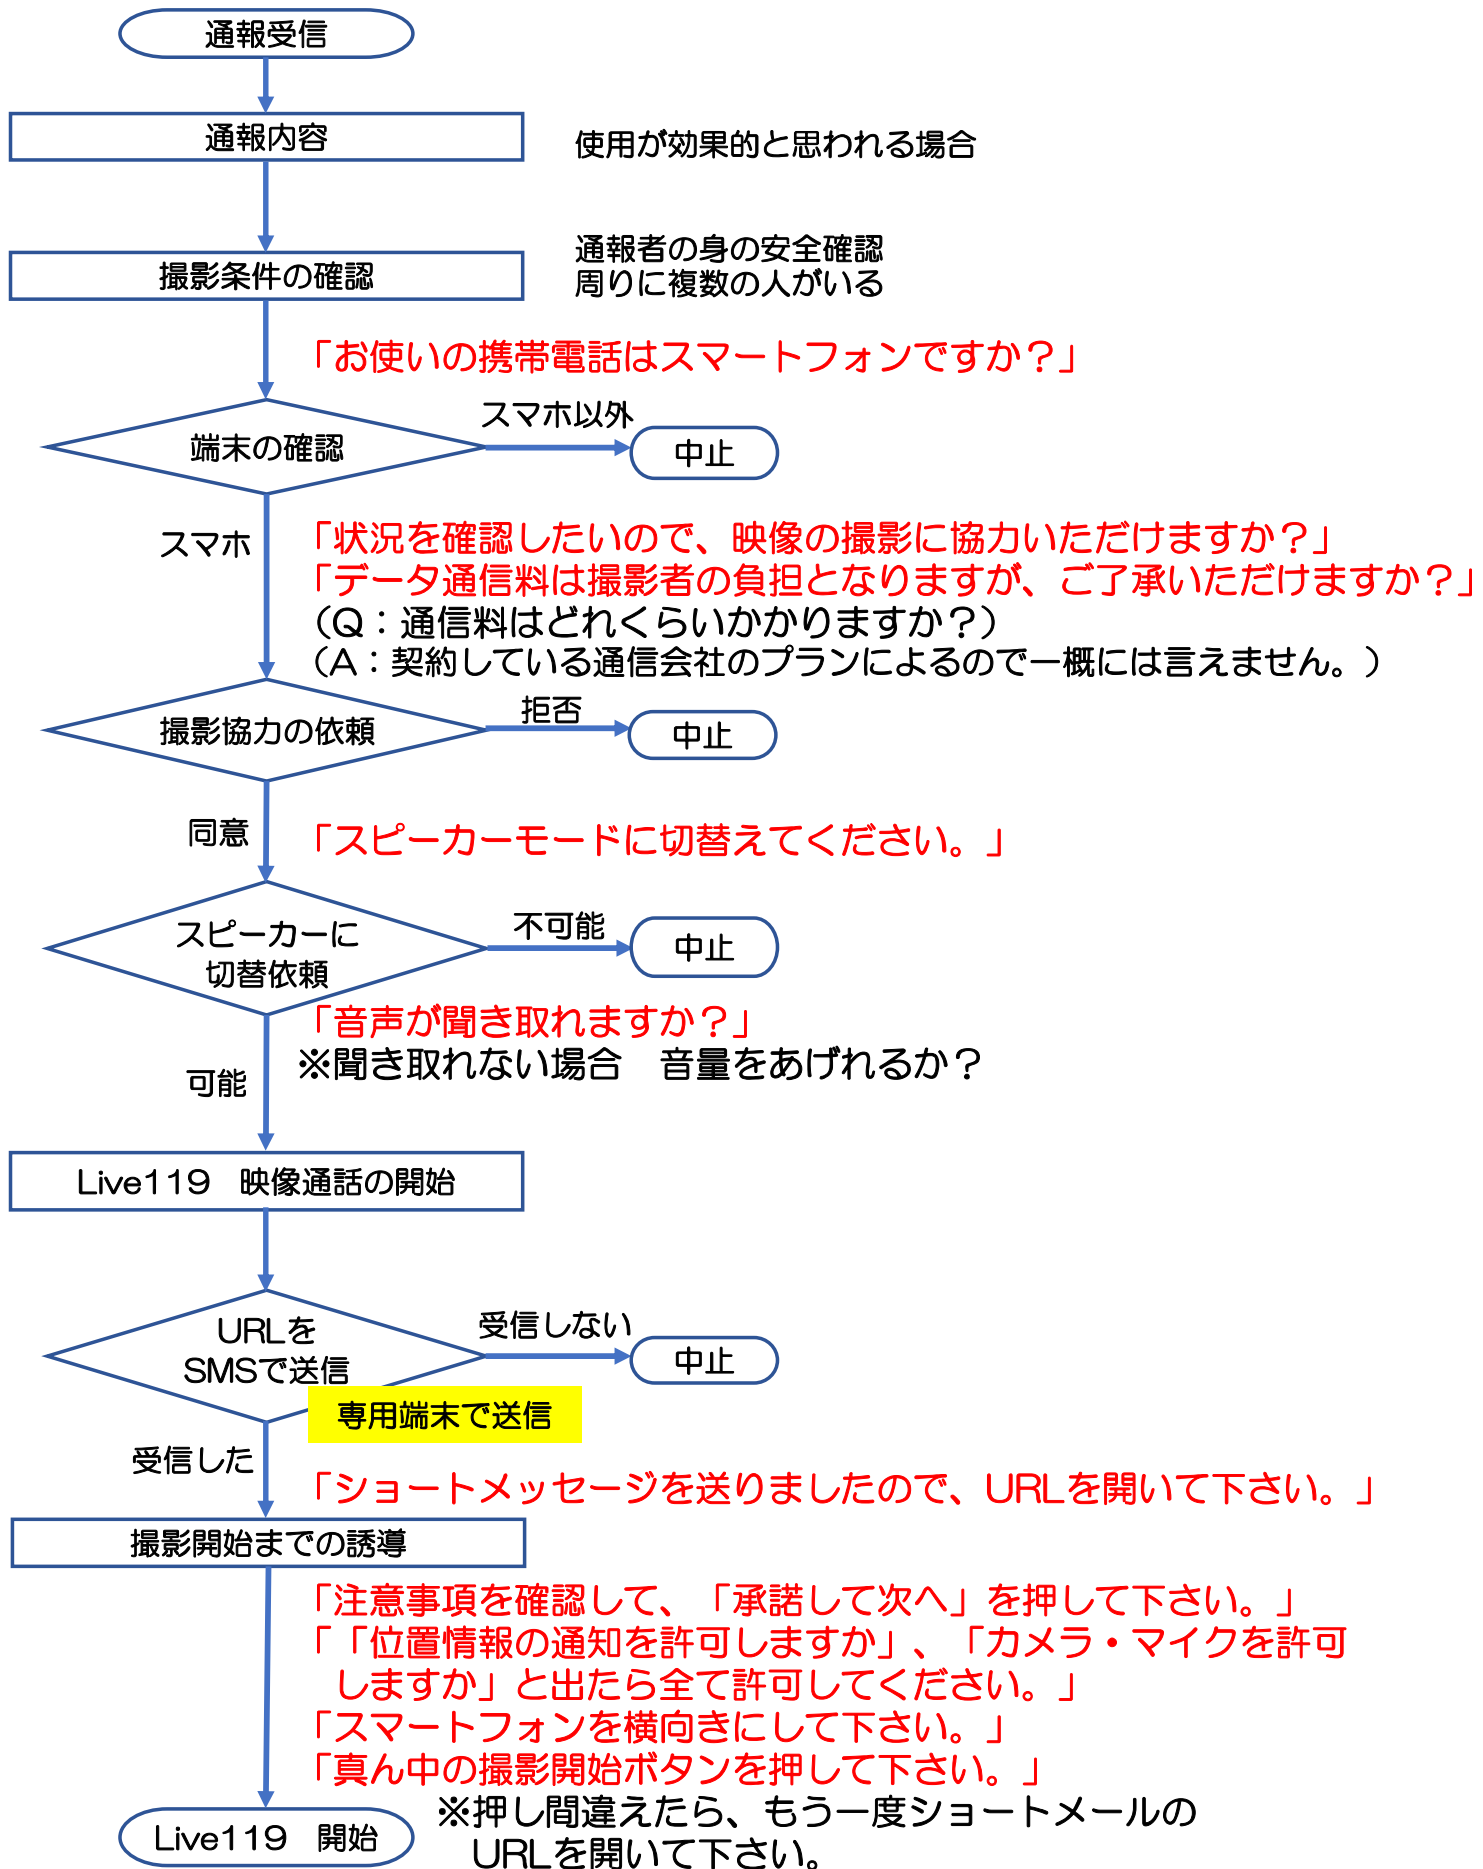 通報受信
通報内容
使用が効果的と思われる場合
撮影条件の確認
通報者の身の安全確認
周りに複数の人がいる
「お使いの携帯電話はスマートフォンですか？」
端末の確認
スマホ以外
中止
スマホ
「状況を確認したいので、映像の撮影に協力いただけますか？」
「データ通信料は撮影者の負担となりますが、ご了承いただけますか？」
（Q：通信料はどれくらいかかりますか？）
（A：契約している通信会社のプランによるので一概には言えません。）
撮影協力の依頼
拒否
中止
同意
「スピーカーモードに切替えてください。」
スピーカーに
切替依頼
不可能
中止
「音声が聞き取れますか？」
※聞き取れない場合　音量をあげれるか？
可能
Live119　映像通話の開始
URLを
SMSで送信
受信しない
中止
専用端末で送信
受信した
「ショートメッセージを送りましたので、URLを開いて下さい。」
撮影開始までの誘導
「注意事項を確認して、「承諾して次へ」を押して下さい。」
「「位置情報の通知を許可しますか」、「カメラ・マイクを許可
しますか」と出たら全て許可してください。」
「スマートフォンを横向きにして下さい。」
「真ん中の撮影開始ボタンを押して下さい。」
※押し間違えたら、もう一度ショートメールの
URLを開いて下さい。
Live119　開始